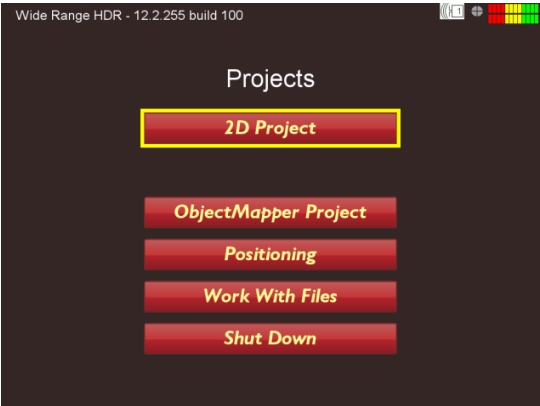 Wide Range HDR - 12.2.255 build 100
1
Projects
2D Project
ObjectMapper Project
Positioning
Work With Files
Shut Down